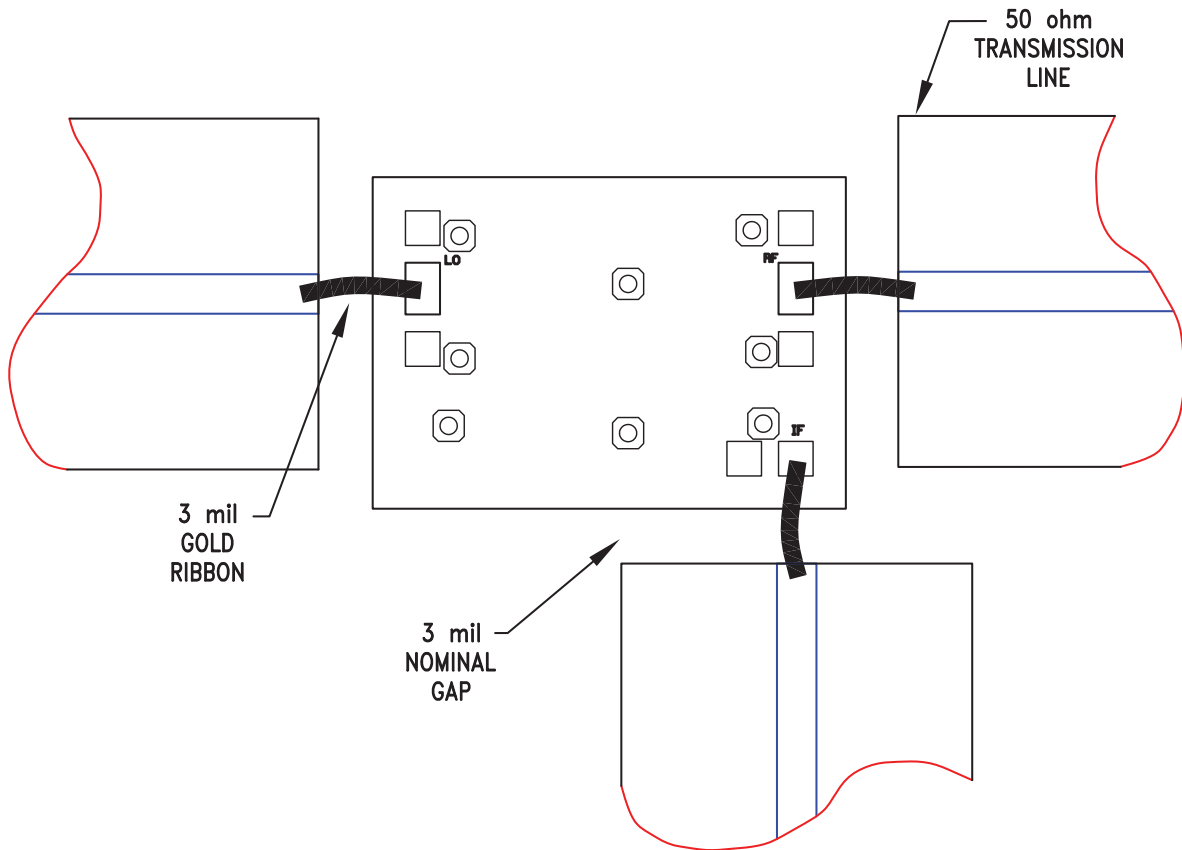 50 ohm
TRANSMISSION
LINE
LO
RF
IF
3 mil
GOLD
RIBBON
3 mil
NOMINAL
GAP